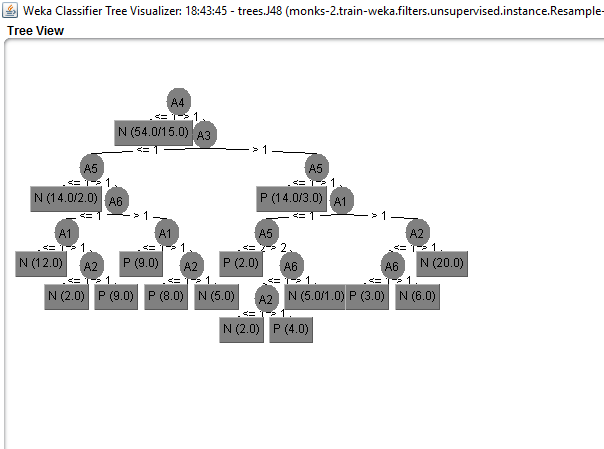 Weka Classifier Tree Visualizer: 18:43:45 - trees.J48 (monks-2.train-weka.filters.unsupervised.instance.Resample-
Tree View
A4
<= 1 > 1
N (54.0/15.0) A3
<= 1 > 1
A5 A5
<= 1 > 1 <= 1 > 1
N (14.0/2.0) A6 P (14.0/3.0) A1
<= 1 > 1 <= 1 > 1
A1 A1 A5 A2
<= 1 > 1 <= 1 > 1 <= 2 > 2 <= 1 > 1
N (12.0) A2 P (9.0) A2 P (2.0) A6 A6 N (20.0)
<= 1 > 1 <= 1 > 1 <= 1 > 1 <= 1 > 1
N (2.0) P (9.0) P (8.0) N (5.0) A2 N (5.0/1.0) P (3.0) N (6.0)
<= 1 > 1
N (2.0) P (4.0)